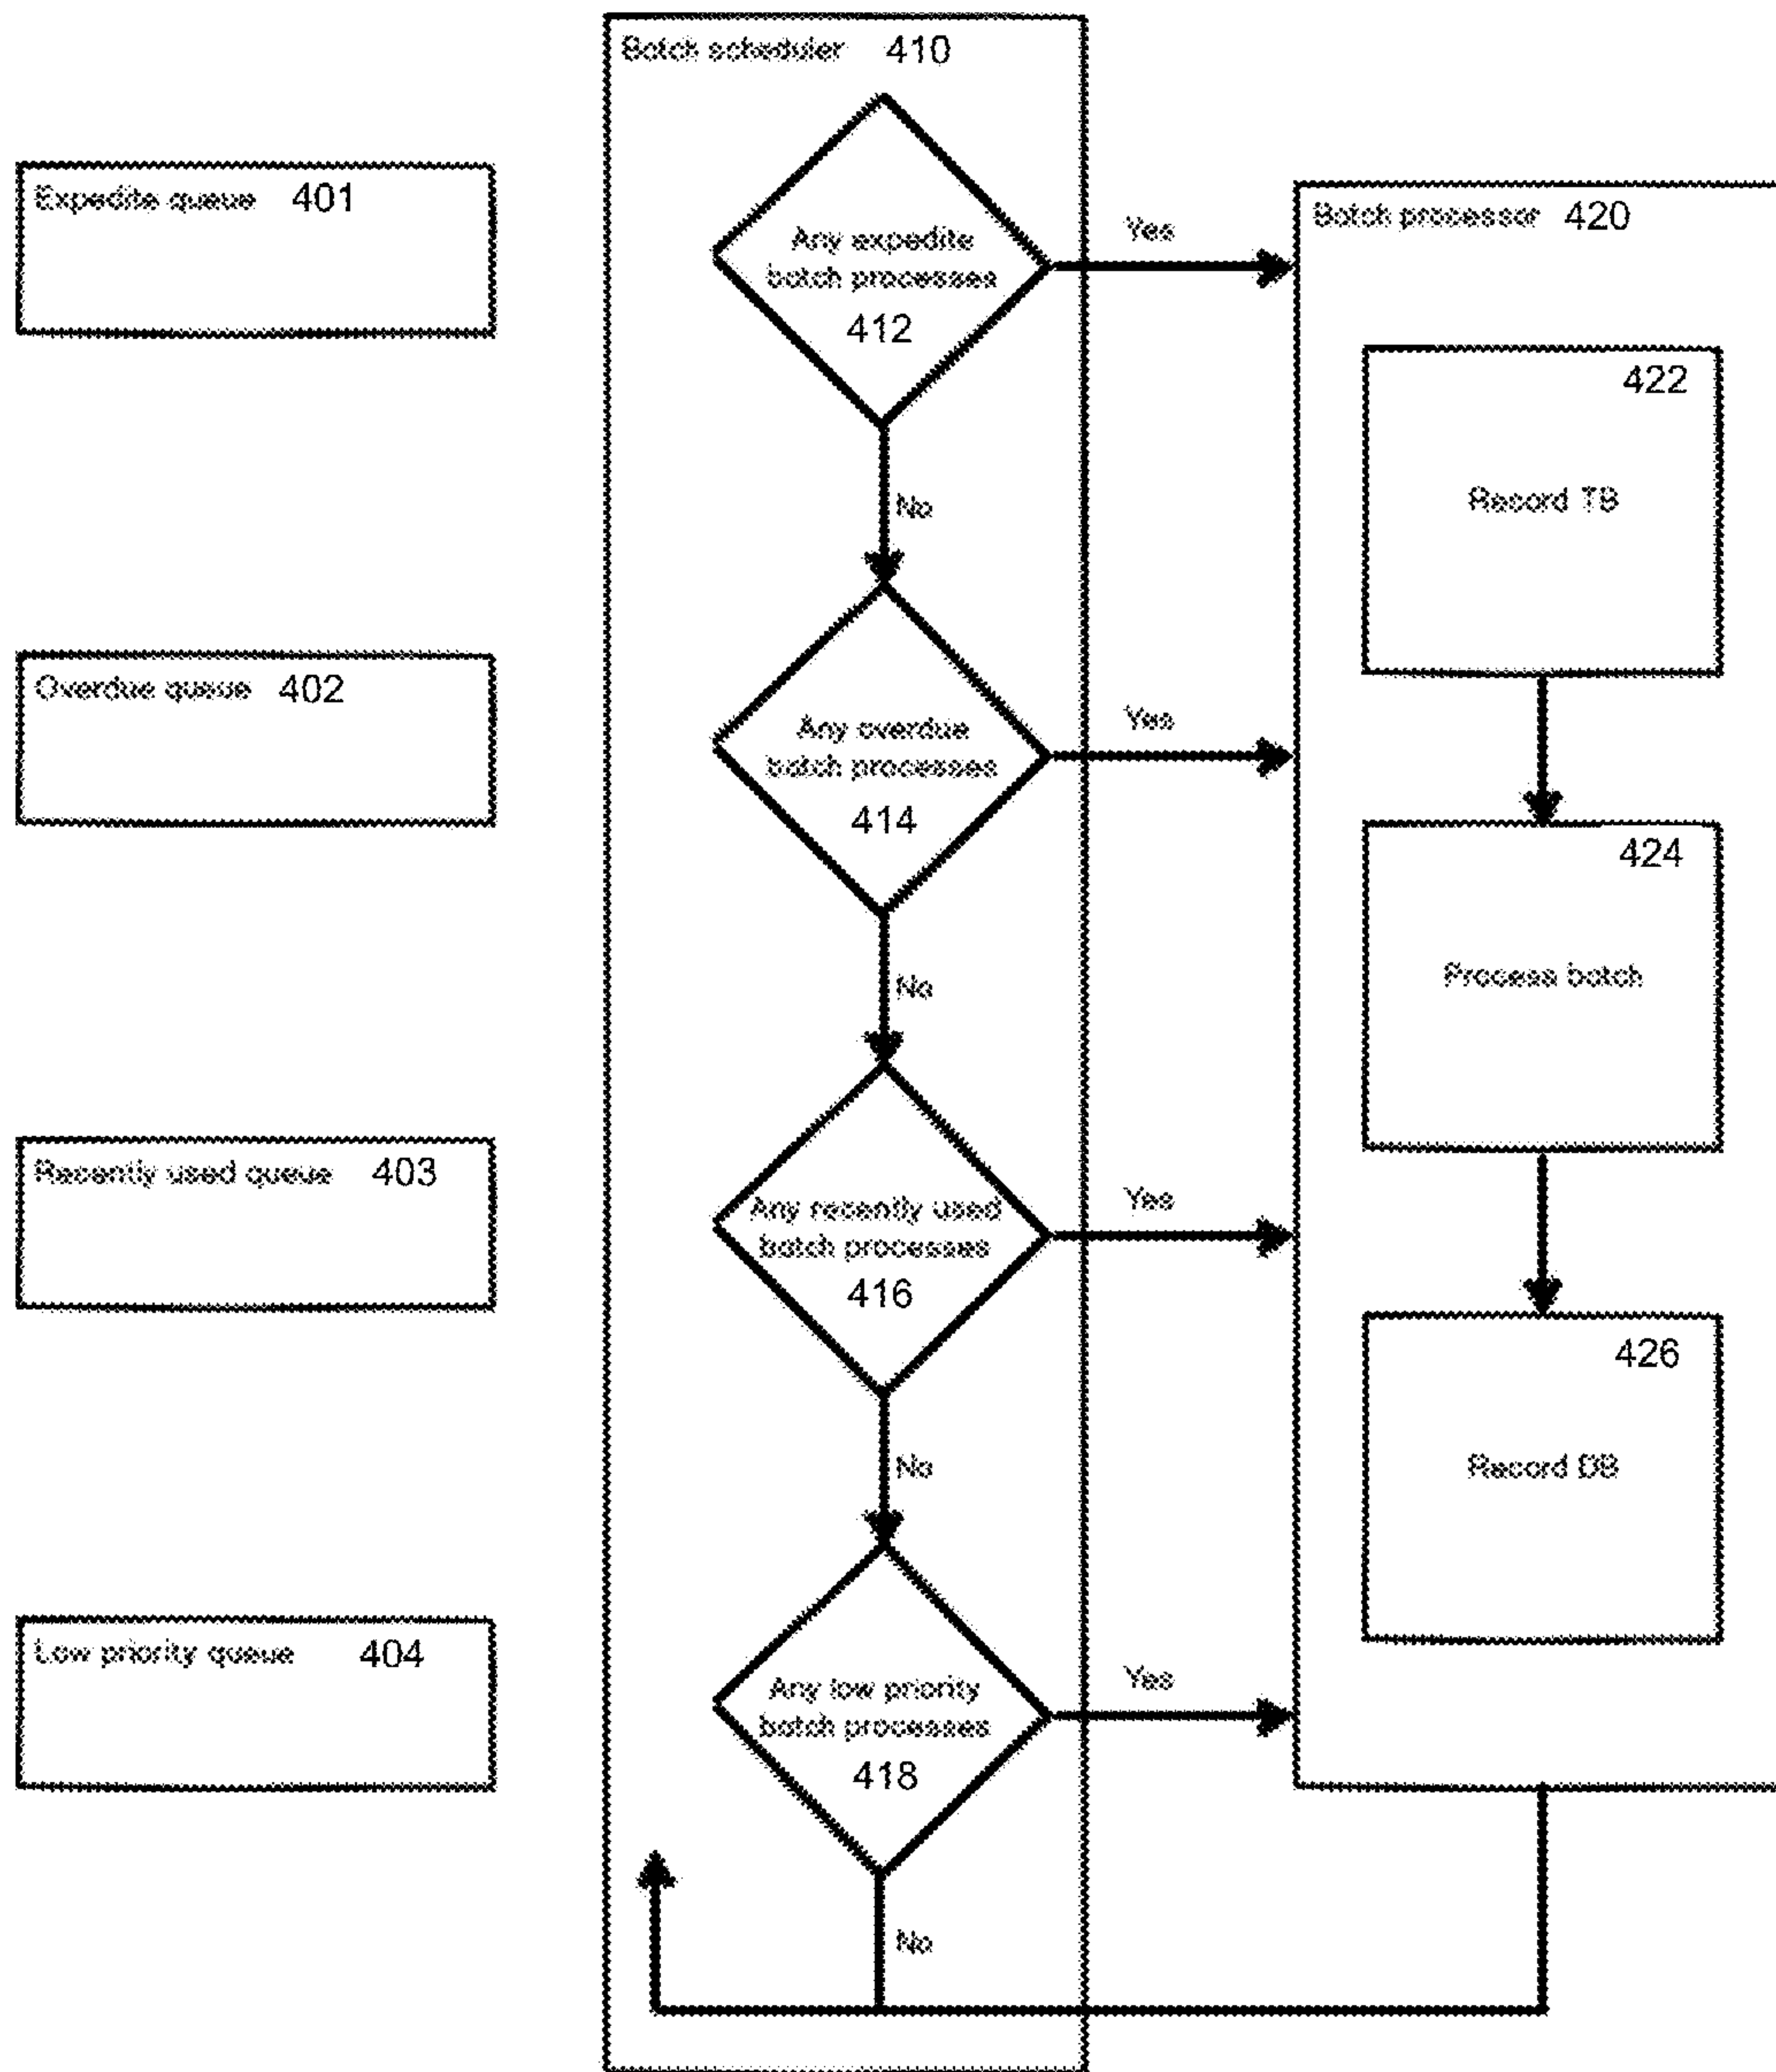 Batch scheduler 410
Expedite queue 401
Any expedite
batch processes
412
Yes
No
Batch processor 420
422
Record TB
Overdue queue 402
Any overdue
batch processes
414
Yes
No
424
Process batch
Recently used queue 403
Any recently used
batch processes
416
Yes
No
426
Record DB
Low priority queue 404
Any low priority
batch processes
418
Yes
No